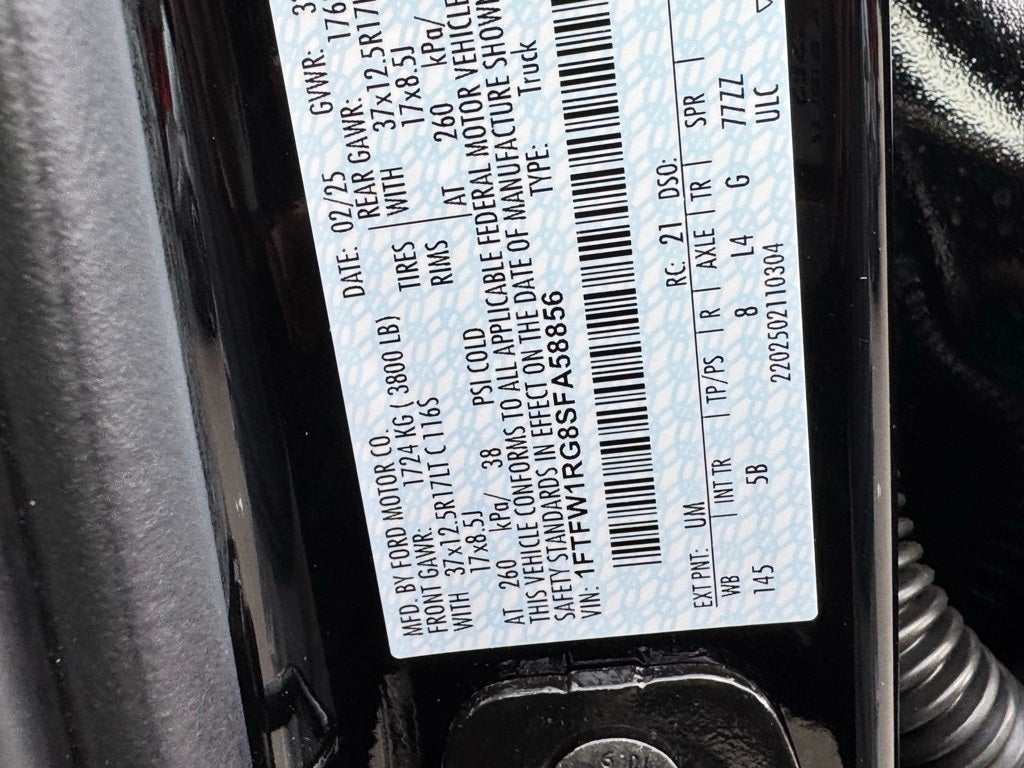 MFD. BY FORD MOTOR CO. DATE: 02/25 GVWR:
FRONT GAWR: 1724 KG ( 3800 LB) REAR GAWR: 176
WITH 37x12.5R17LT C 116S TIRES WITH 37x12.5R17
17x8.5J RIMS 17x8.5J
AT 260 kPa/ 38 PSI COLD AT 260 kPa/
THIS VEHICLE CONFORMS TO ALL APPLICABLE FEDERAL MOTOR VEHICLE
SAFETY STANDARDS IN EFFECT ON THE DATE OF MANUFACTURE SHOWN
VIN: 1FTFW1RG8SFA58856 TYPE: Truck
EXT PNT: UM RC: 21 DSO:
WB | INT TR | TP/PS | R | AXLE | TR | SPR |
145 5B 8 L4 G 77ZZ
2202502110304 ULC